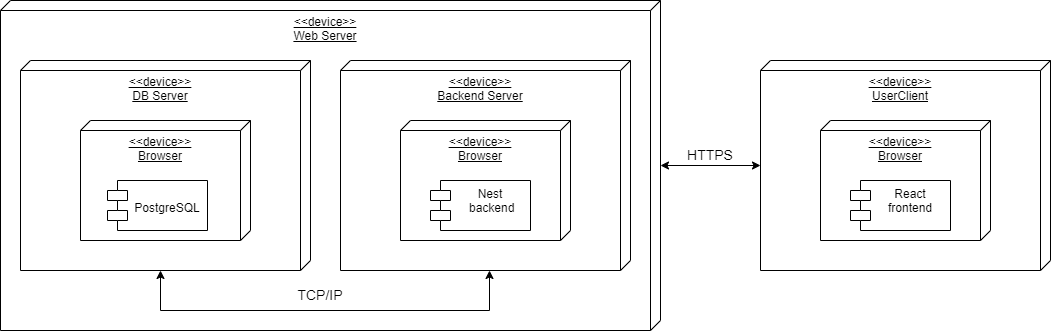 <<device>>
Web Server
<<device>>
DB Server
<<device>>
Browser
PostgreSQL
<<device>>
Backend Server
<<device>>
Browser
Nest
backend
TCP/IP
HTTPS
<<device>>
UserClient
<<device>>
Browser
React
frontend